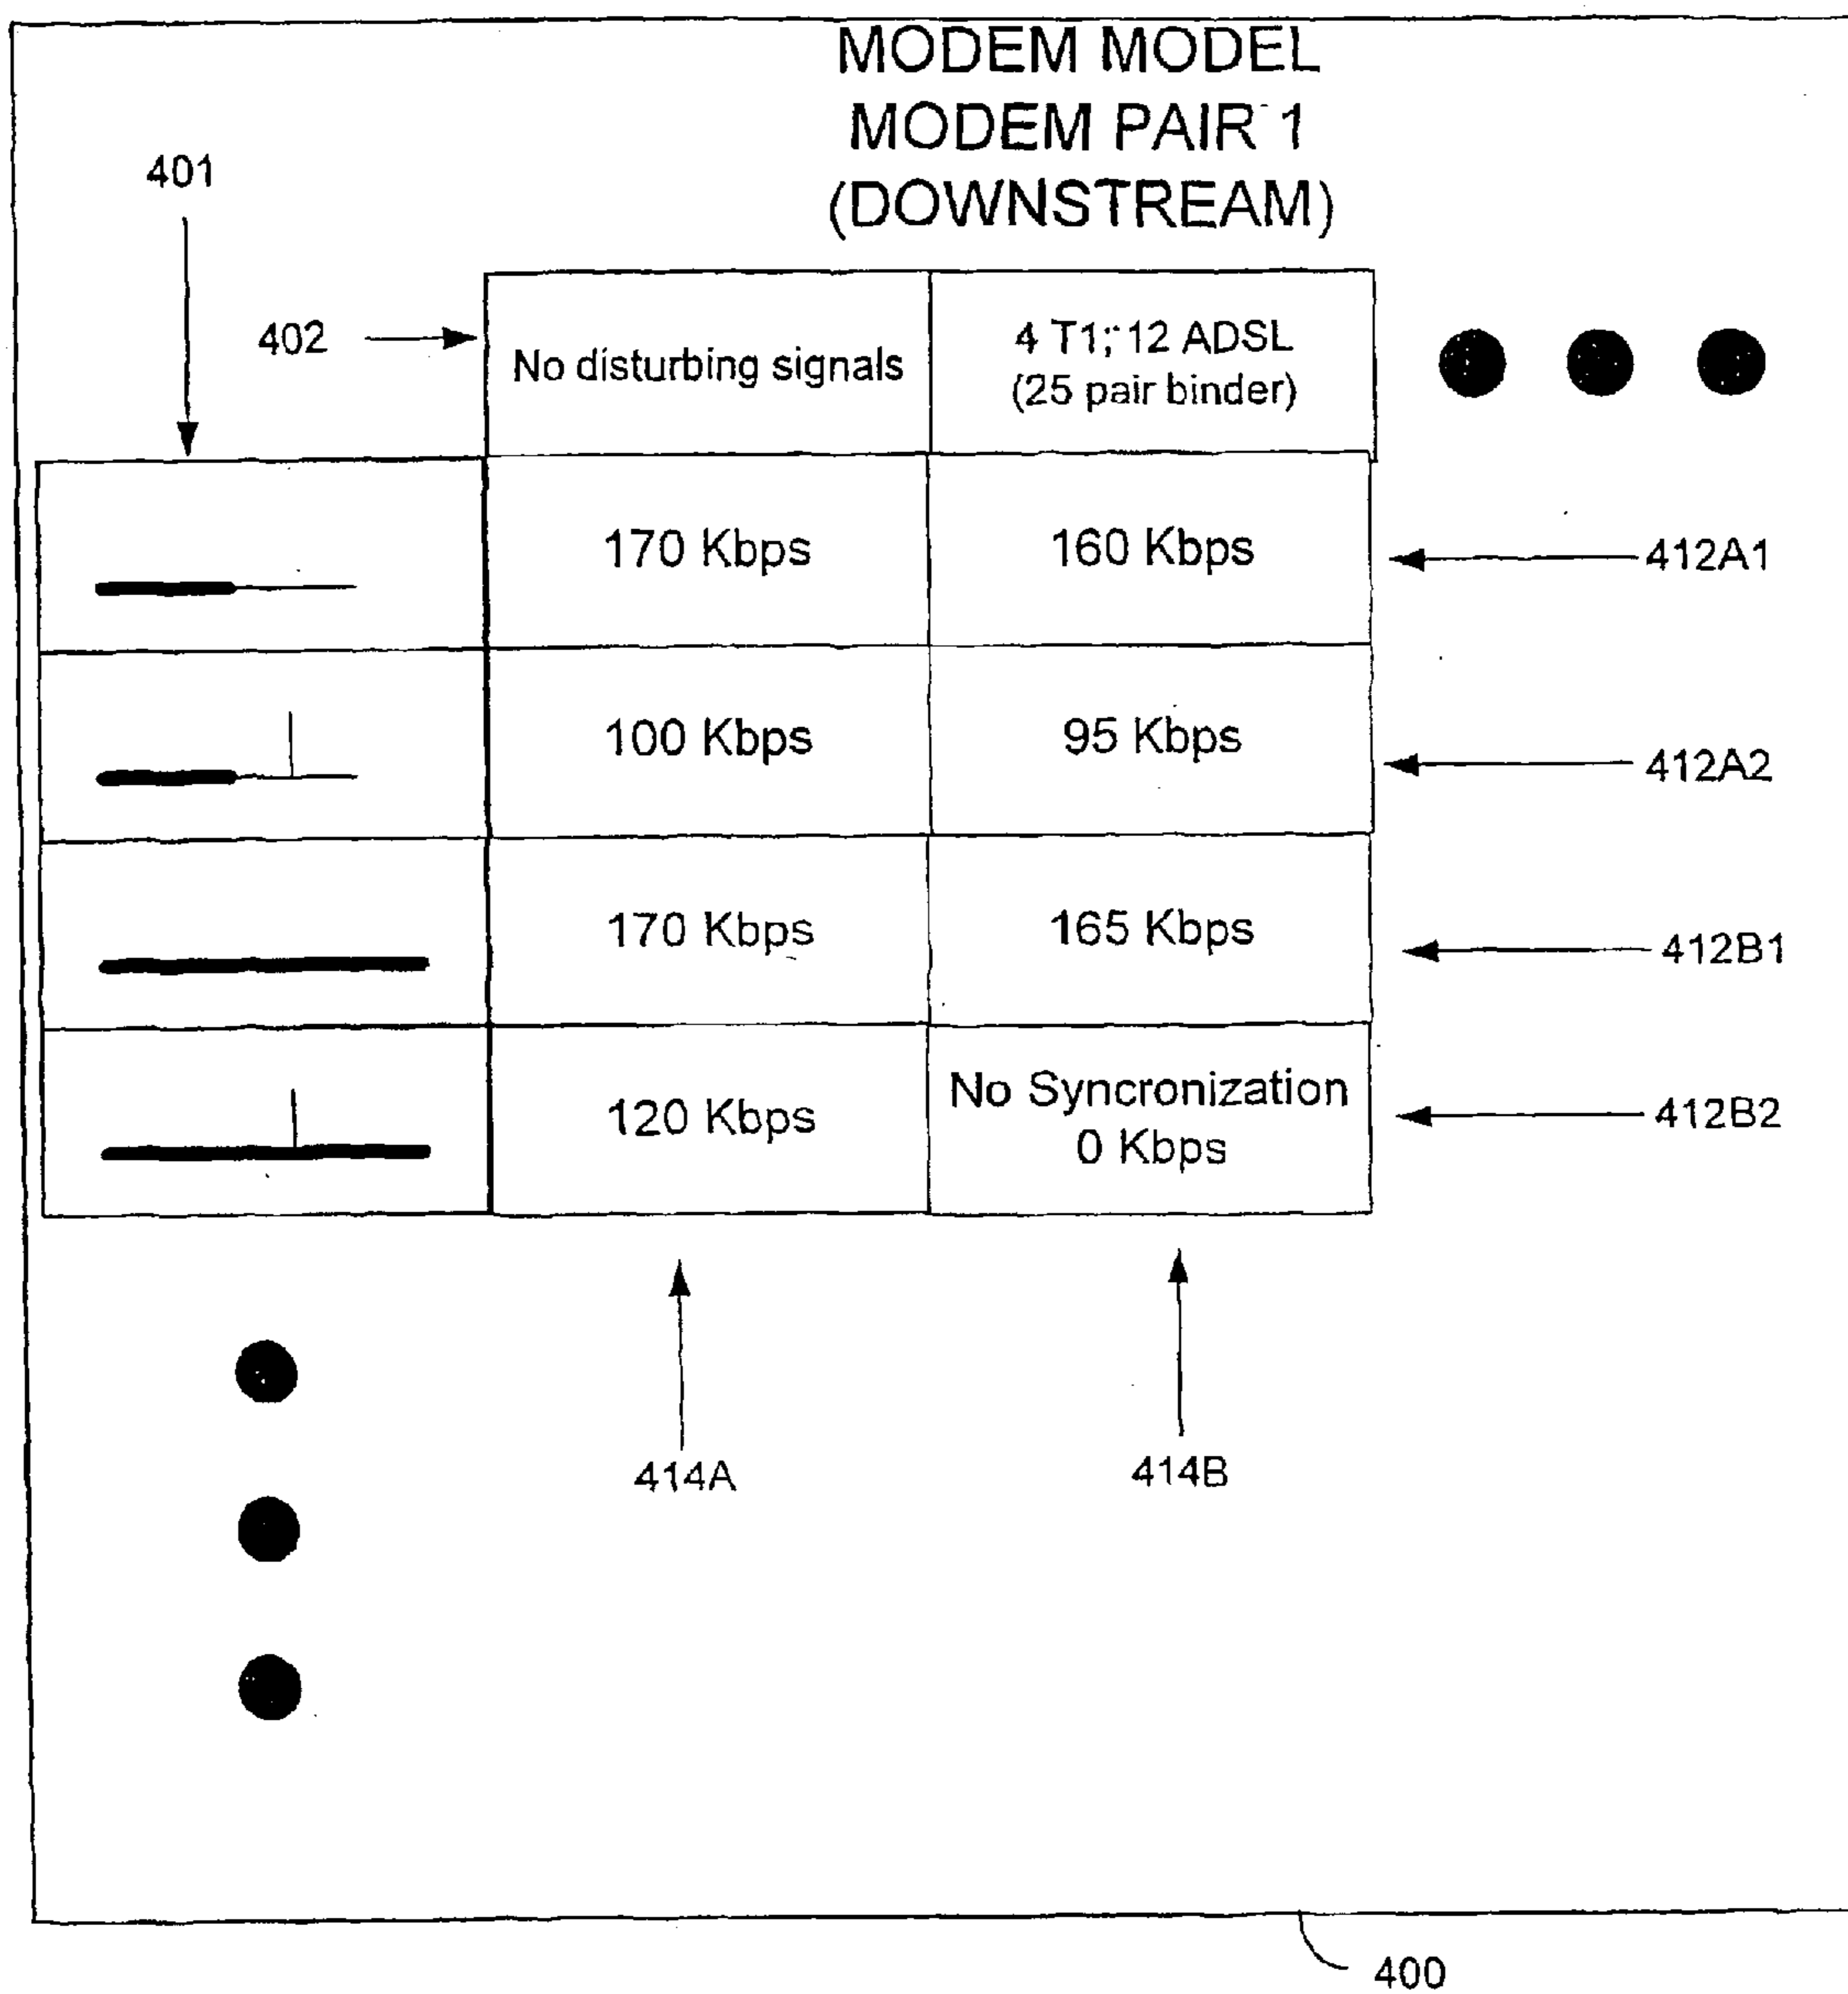 MODEM MODEL
MODEM PAIR 1
(DOWNSTREAM)
401
402
No disturbing signals
4 T1; 12 ADSL
(25 pair binder)
170 Kbps
160 Kbps
412A1
100 Kbps
95 Kbps
412A2
170 Kbps
165 Kbps
412B1
120 Kbps
No Syncronization
0 Kbps
412B2
414A
414B
400